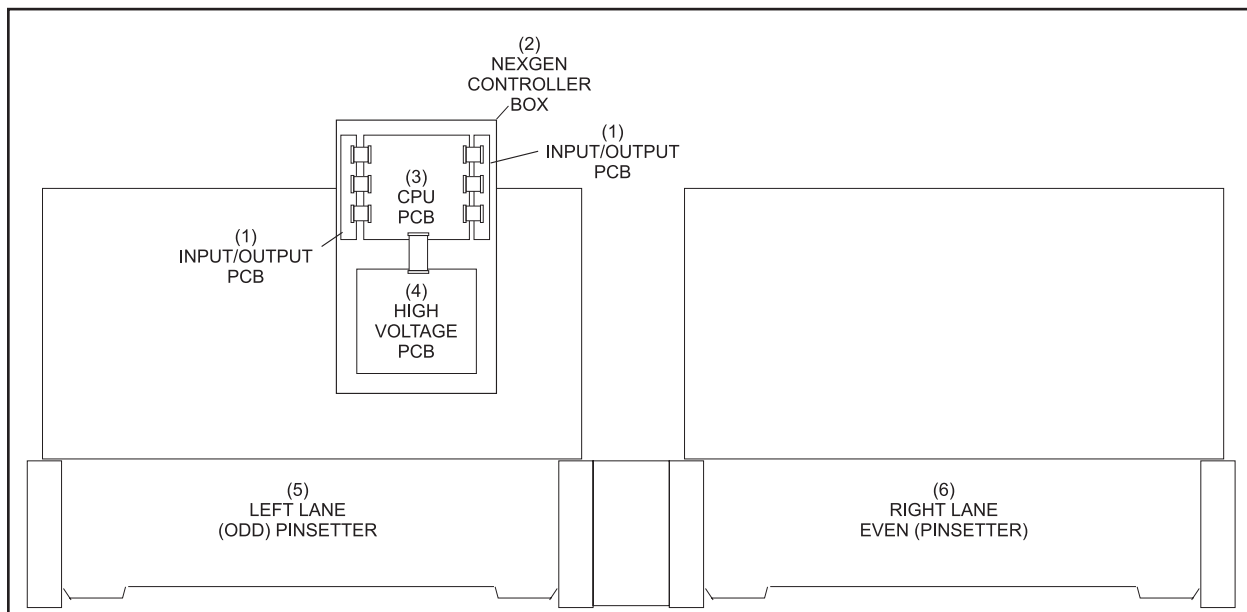 (2)
NEXGEN
CONTROLLER
BOX
(1)
INPUT/OUTPUT
PCB
(3)
CPU
PCB
(1)
INPUT/OUTPUT
PCB
(4)
HIGH
VOLTAGE
PCB
(5)
LEFT LANE
(ODD) PINSETTER
(6)
RIGHT LANE
EVEN (PINSETTER)